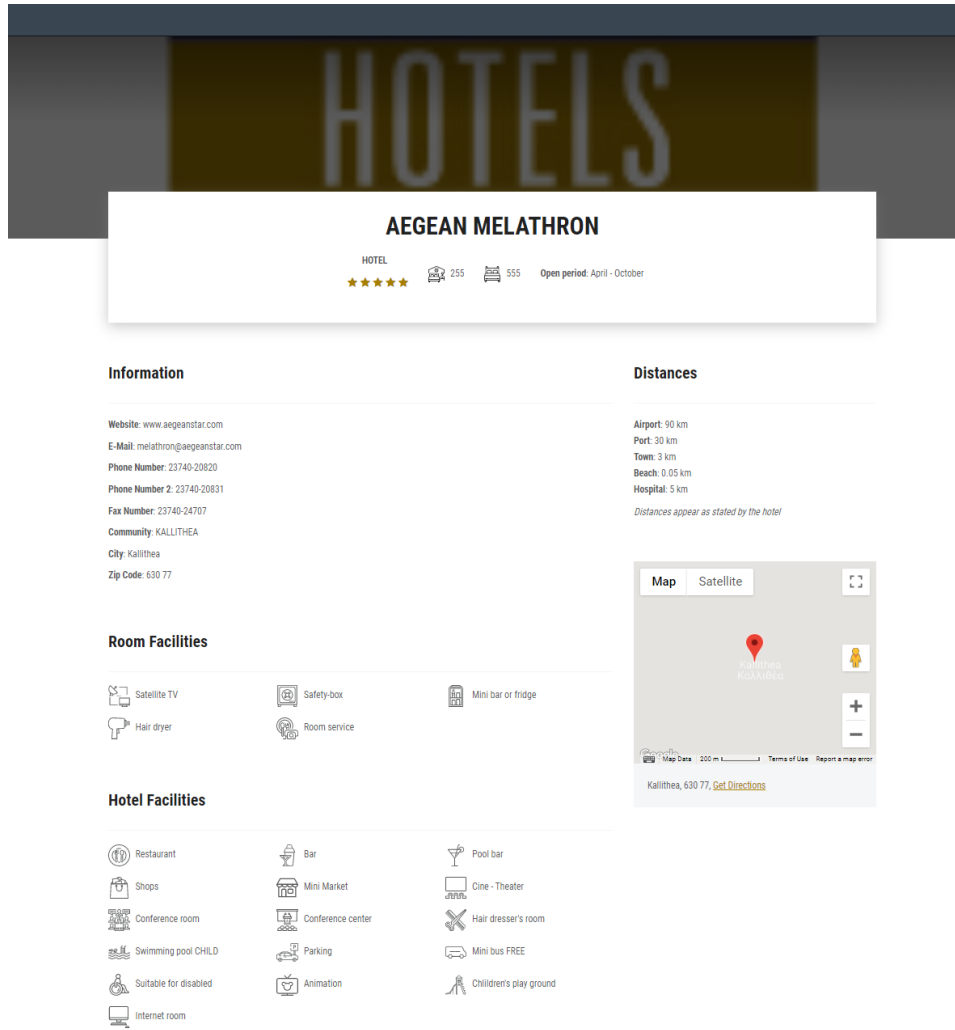 HOTELS
AEGEAN MELATHRON
HOTEL
255
555
Open period: April - October
Information
Website: www.aegeanstar.com
E-Mail: melathron@aegeanstar.com
Phone Number: 23740-20820
Phone Number 2: 23740-20831
Fax Number: 23740-24707
Community: KALLITHEA
City: Kallithea
Zip Code: 630 77
Distances
Airport: 90 km
Port: 30 km
Town: 3 km
Beach: 0.05 km
Hospital: 5 km
Distances appear as stated by the hotel
Map Satellite
Kallithea
Καλλιθέα
Google
Map Data 200 m Terms of Use Report a map error
Kallithea, 630 77, Get Directions
Room Facilities
Satellite TV Safety-box Mini bar or fridge
Hair dryer Room service
Hotel Facilities
Restaurant Bar Pool bar
Shops Mini Market Cine - Theater
Conference room Conference center Hair dresser's room
Swimming pool CHILD Parking Mini bus FREE
Suitable for disabled Animation Chlildren's play ground
Internet room